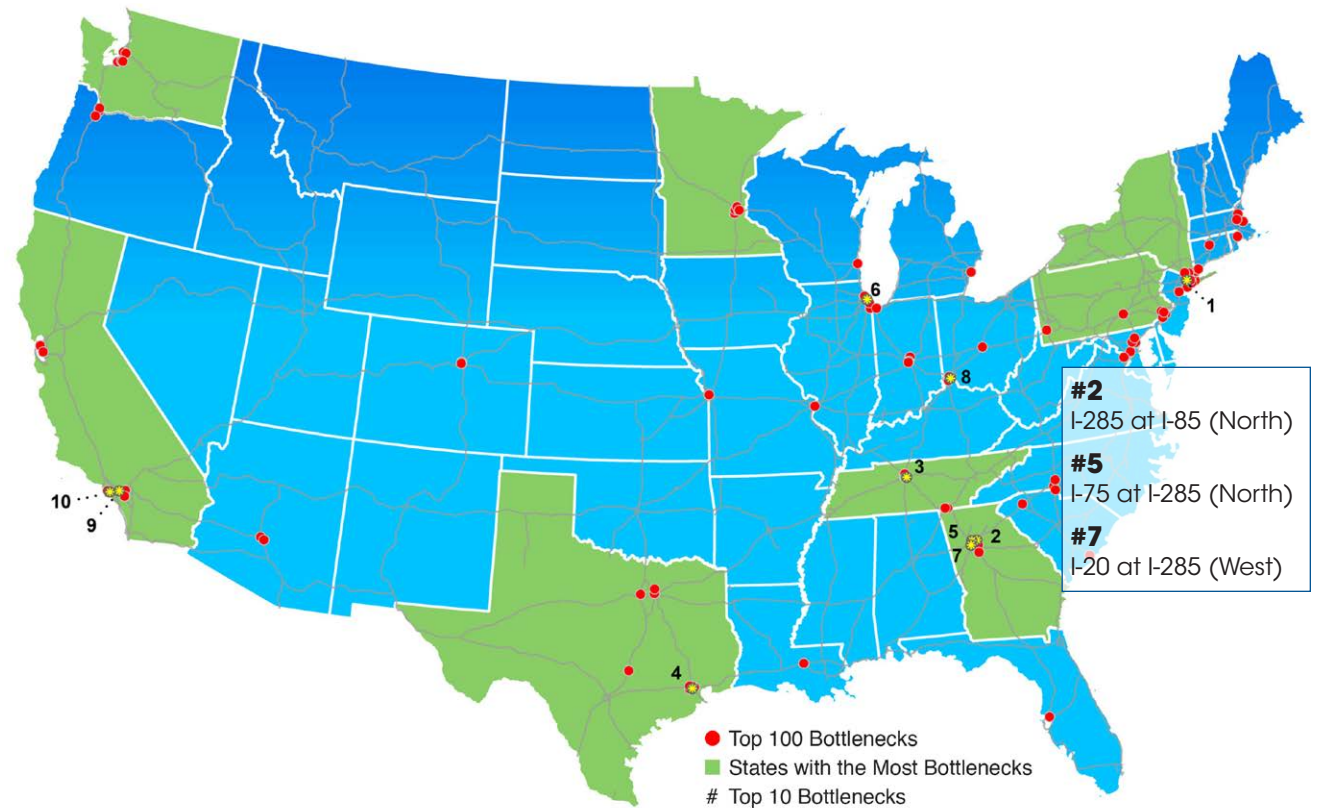 6
1
8
#2
I-285 at I-85 (North)
#5
I-75 at I-285 (North)
#7
I-20 at I-285 (West)
3
10
9
5
2
7
4
Top 100 Bottlenecks
States with the Most Bottlenecks
# Top 10 Bottlenecks